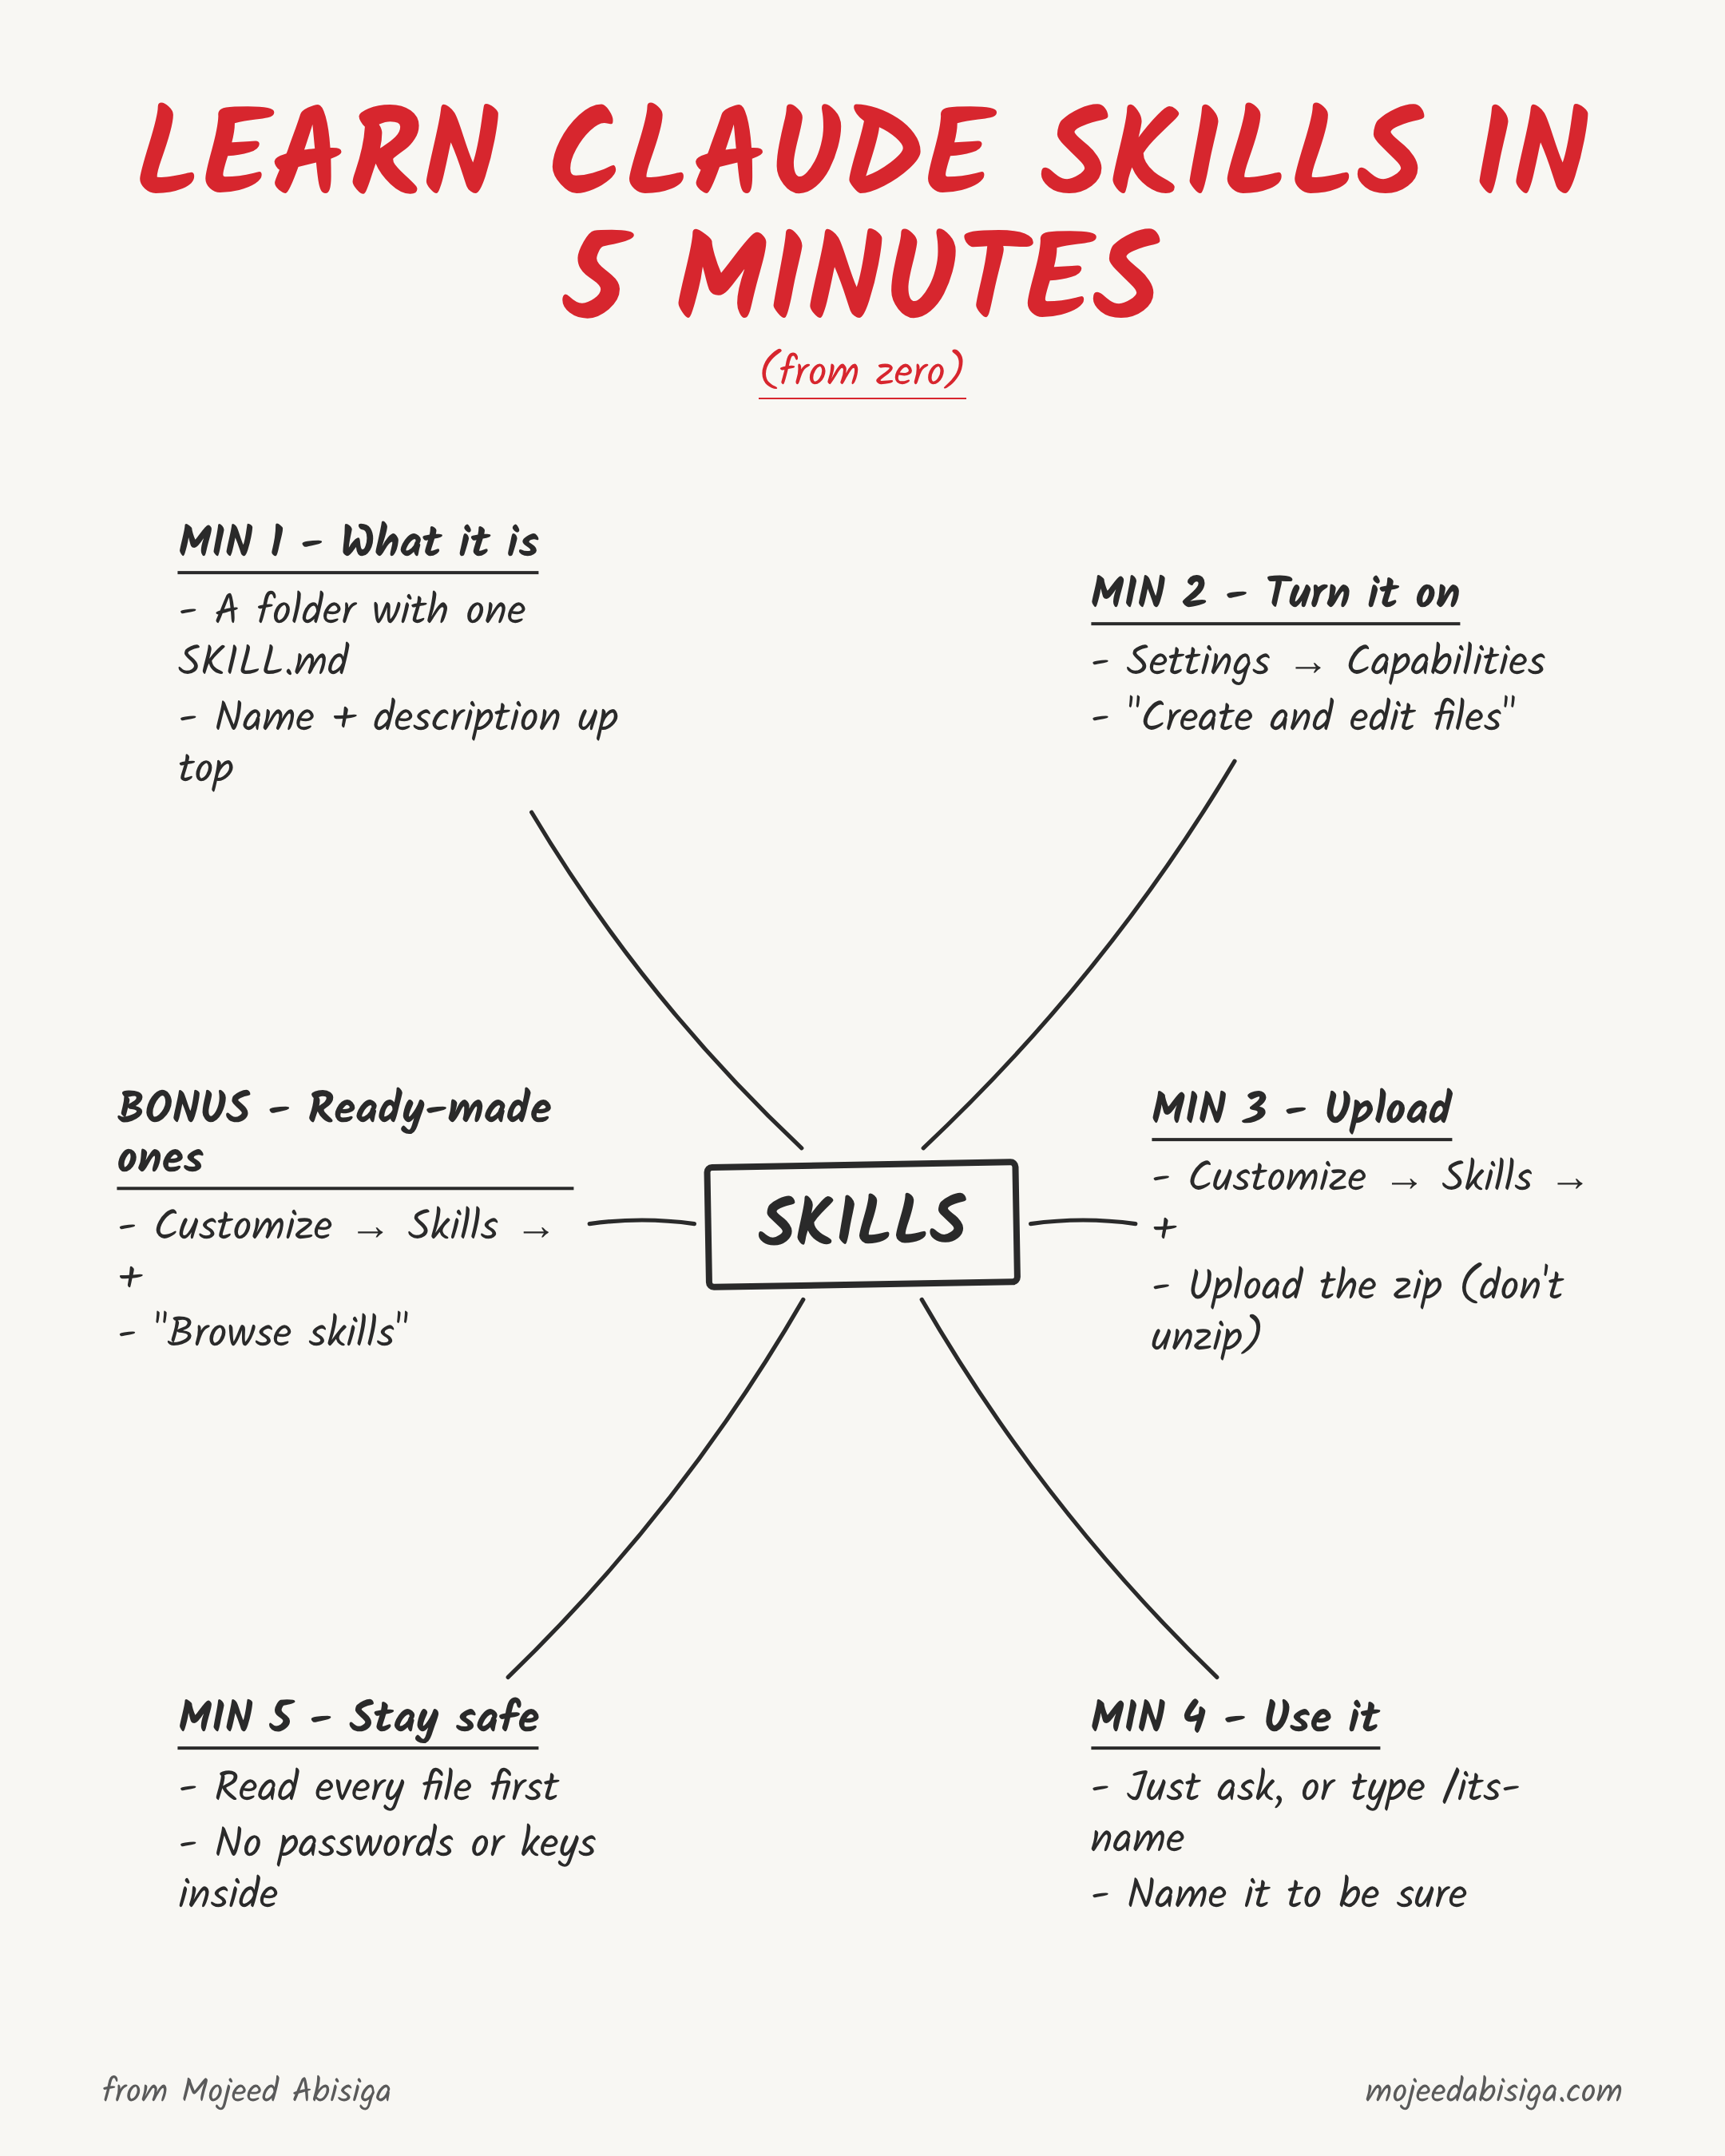 LEARN CLAUDE SKILLS IN
5 MINUTES
(from zero)
MIN 1 - What it is
- A folder with one
SKILL.md
- Name + description up
top
MIN 2 - Turn it on
- Settings → Capabilities
- "Create and edit files"
BONUS - Ready-made
ones
- Customize → Skills →
+
- "Browse skills"
SKILLS
MIN 3 - Upload
- Customize → Skills →
+
- Upload the zip (don't
unzip)
MIN 5 - Stay safe
- Read every file first
- No passwords or keys
inside
MIN 4 - Use it
- Just ask, or type /its-
name
- Name it to be sure
from Mojeed Abisiga
mojeedabisiga.com